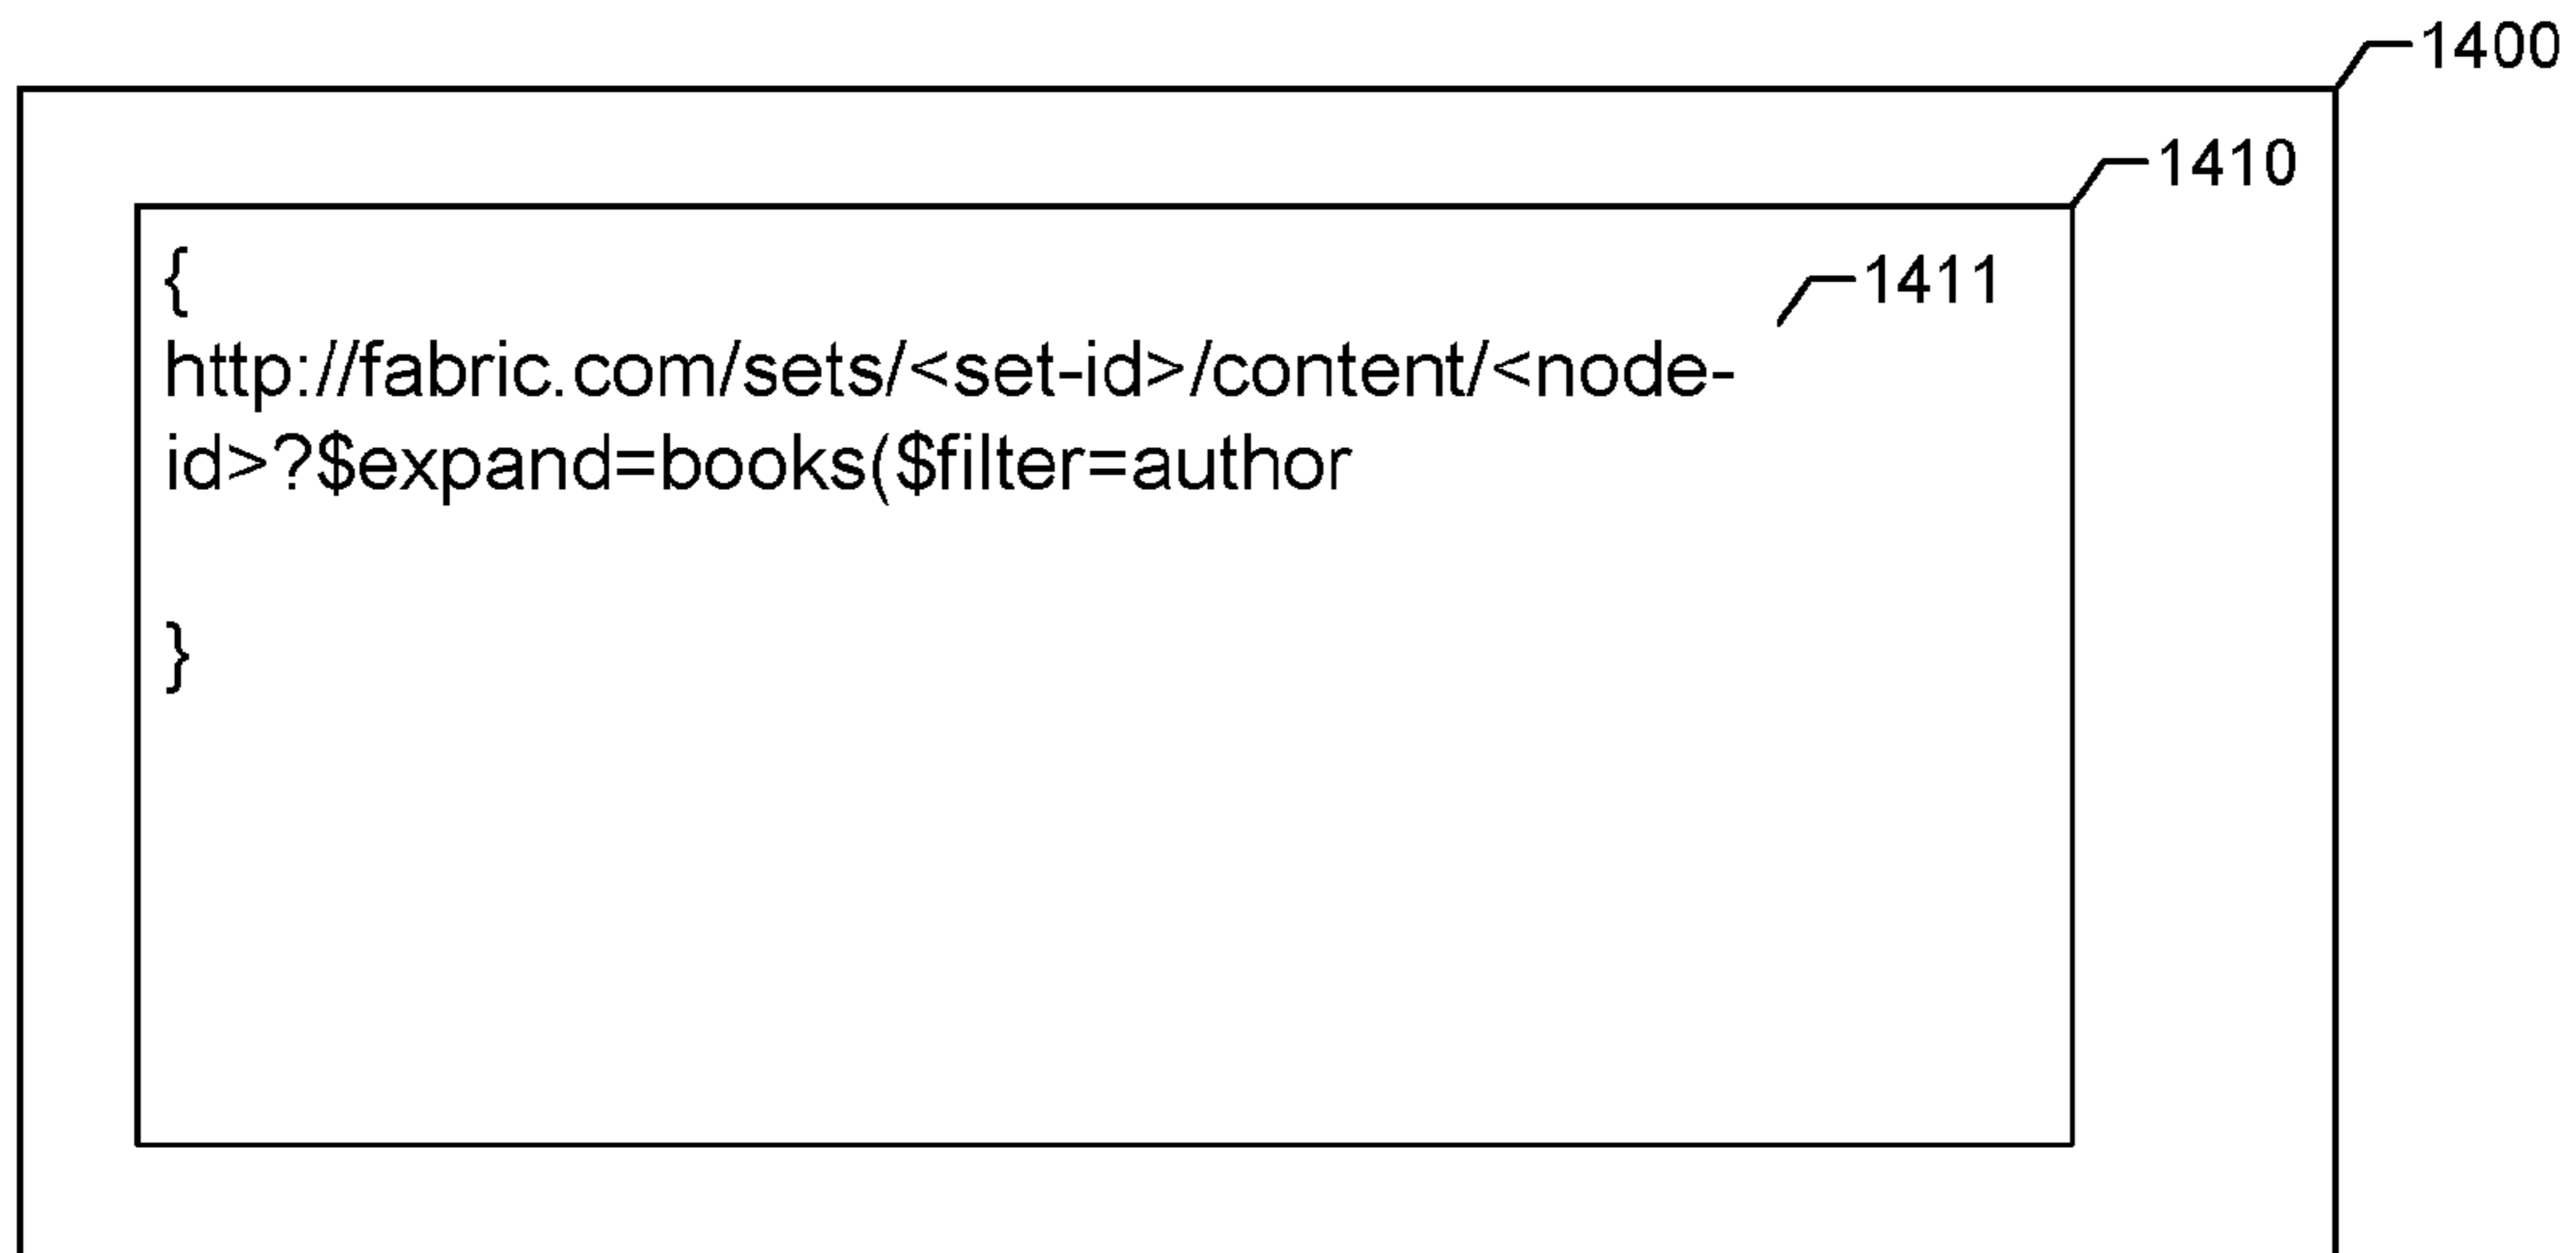 1400
1410
{
1411
http://fabric.com/sets/<set-id>/content/<node-
id>?$expand=books($filter=author
}